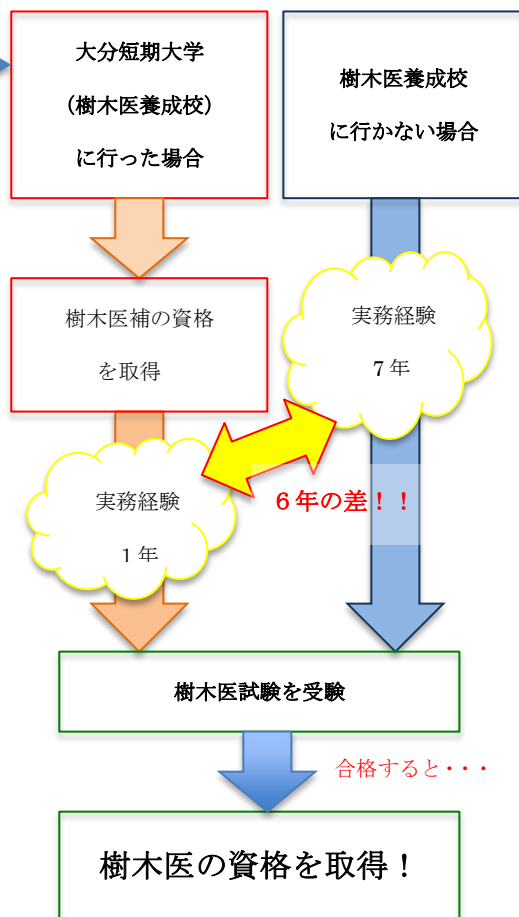 大分短期大学
（樹木医養成校）
に行った場合
樹木医養成校
に行かない場合
樹木医補の資格
を取得
実務経験
７年
６年の差！！
実務経験
１年
樹木医試験を受験
合格すると・・・
樹木医の資格を取得！